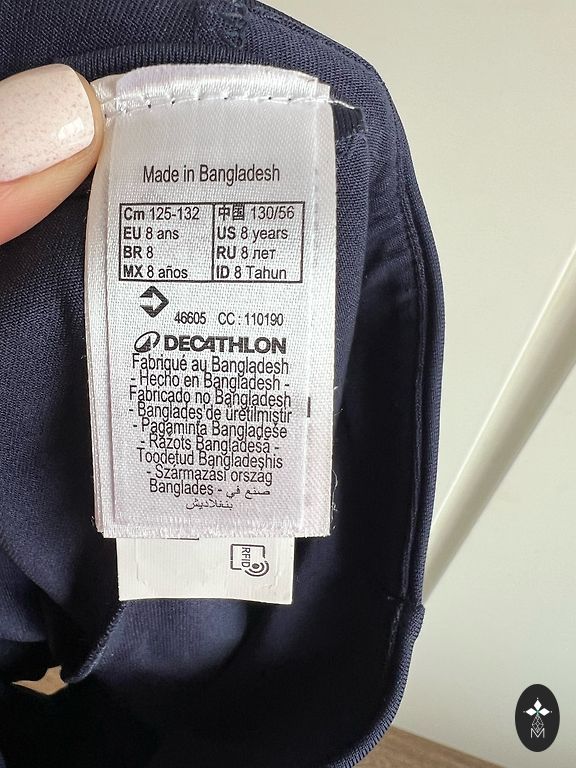 Made in Bangladesh
Cm 125-132 中国 130/56
EU 8 ans US 8 years
BR 8 RU 8 лет
MX 8 años ID 8 Tahun
46605 CC : 110190
DECATHLON
Fabriqué au Bangladesh
- Hecho en Bangladesh -
Fabricado no Bangladesh
- Banglades'de üretilmiştir
- Pagaminta Bangladeše
- Ražots Bangladešā -
Toodetud Bangladeshis
- Származási ország
Banglades - صنع في
بنغلاديش
RFID
M